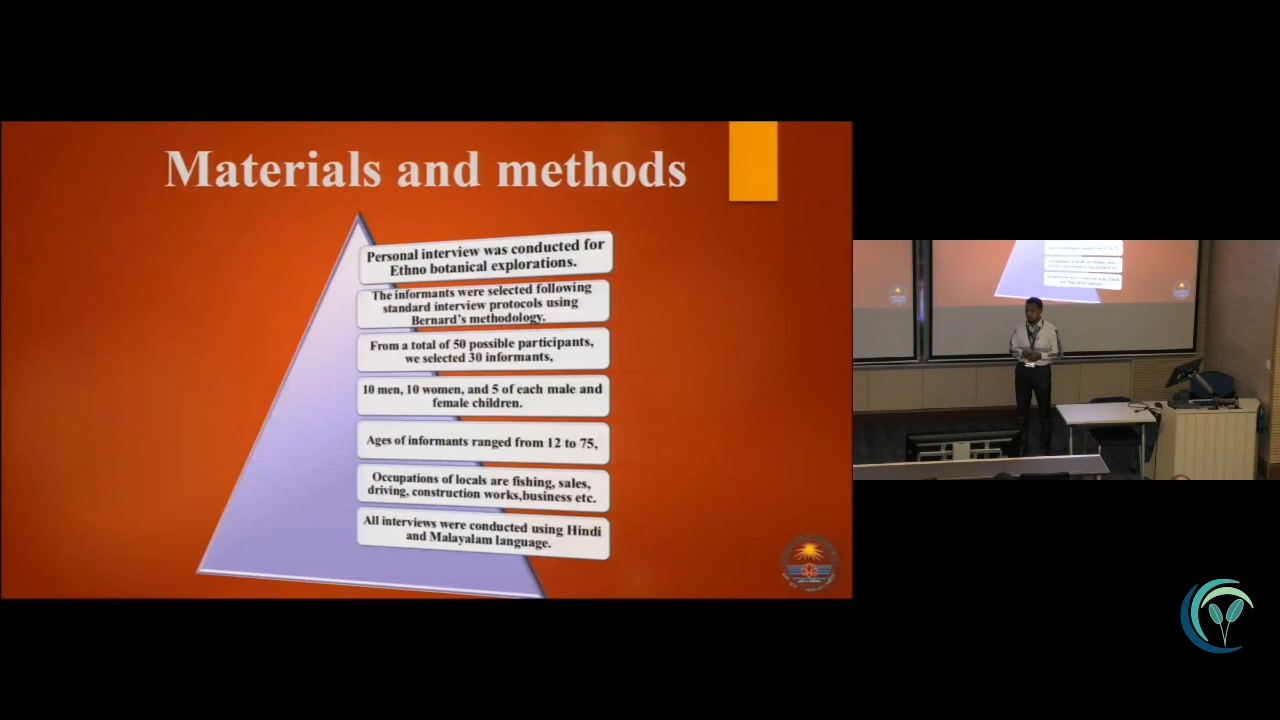 Materials and methods
Personal interview was conducted for
Ethno botanical explorations.
The informants were selected following
standard interview protocols using
Bernard's methodology.
From a total of 50 possible participants,
we selected 30 informants,
10 men, 10 women, and 5 of each male and
female children.
Ages of informants ranged from 12 to 75,
Occupations of locals are fishing, sales,
driving, construction works,business etc.
All interviews were conducted using Hindi
and Malayalam language.